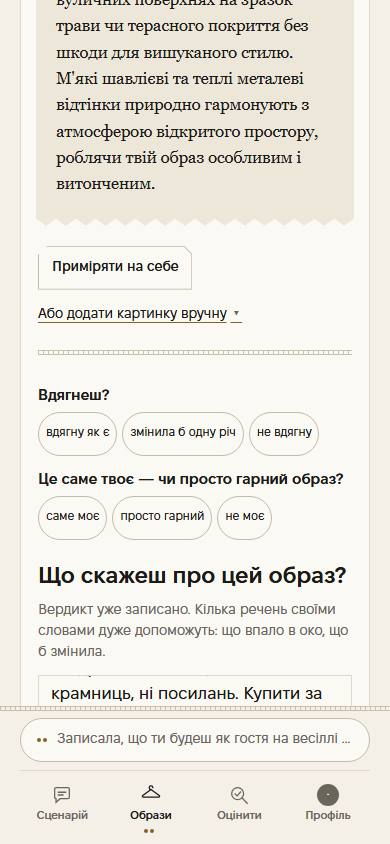 вуличних поверхнях на зразок
трави чи терасного покриття без
шкоди для вишуканого стилю.
М'які шавлієві та теплі металеві
відтінки природно гармонують з
атмосферою відкритого простору,
роблячи твій образ особливим і
витонченим.
Приміряти на себе
Або додати картинку вручну
Вдягнеш?
вдягну як є
змінила б одну річ
не вдягну
Це саме твоє — чи просто гарний образ?
саме моє
просто гарний
не моє
Що скажеш про цей образ?
Вердикт уже записано. Кілька речень своїми
словами дуже допоможуть: що впало в око, що
б змінила.
крамниць, ні посилань. Купити за
Записала, що ти будеш як гостя на весіллі ...
Сценарій
Образи
Оцінити
Профіль